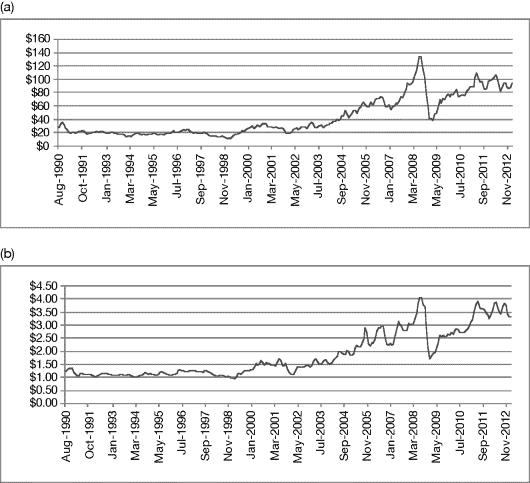 (a)
$160
$140
$120
$100
$80
$60
$40
$20
$0
Aug-1990
Oct-1991
Jan-1993
Mar-1994
May-1995
Jul-1996
Sep-1997
Nov-1998
Jan-2000
Mar-2001
May-2002
Jul-2003
Sep-2004
Nov-2005
Jan-2007
Mar-2008
May-2009
Jul-2010
Sep-2011
Nov-2012
(b)
$4.50
$4.00
$3.50
$3.00
$2.50
$2.00
$1.50
$1.00
$0.50
$0.00
Aug-1990
Oct-1991
Jan-1993
Mar-1994
May-1995
Jul-1996
Sep-1997
Nov-1998
Jan-2000
Mar-2001
May-2002
Jul-2003
Sep-2004
Nov-2005
Jan-2007
Mar-2008
May-2009
Jul-2010
Sep-2011
Nov-2012